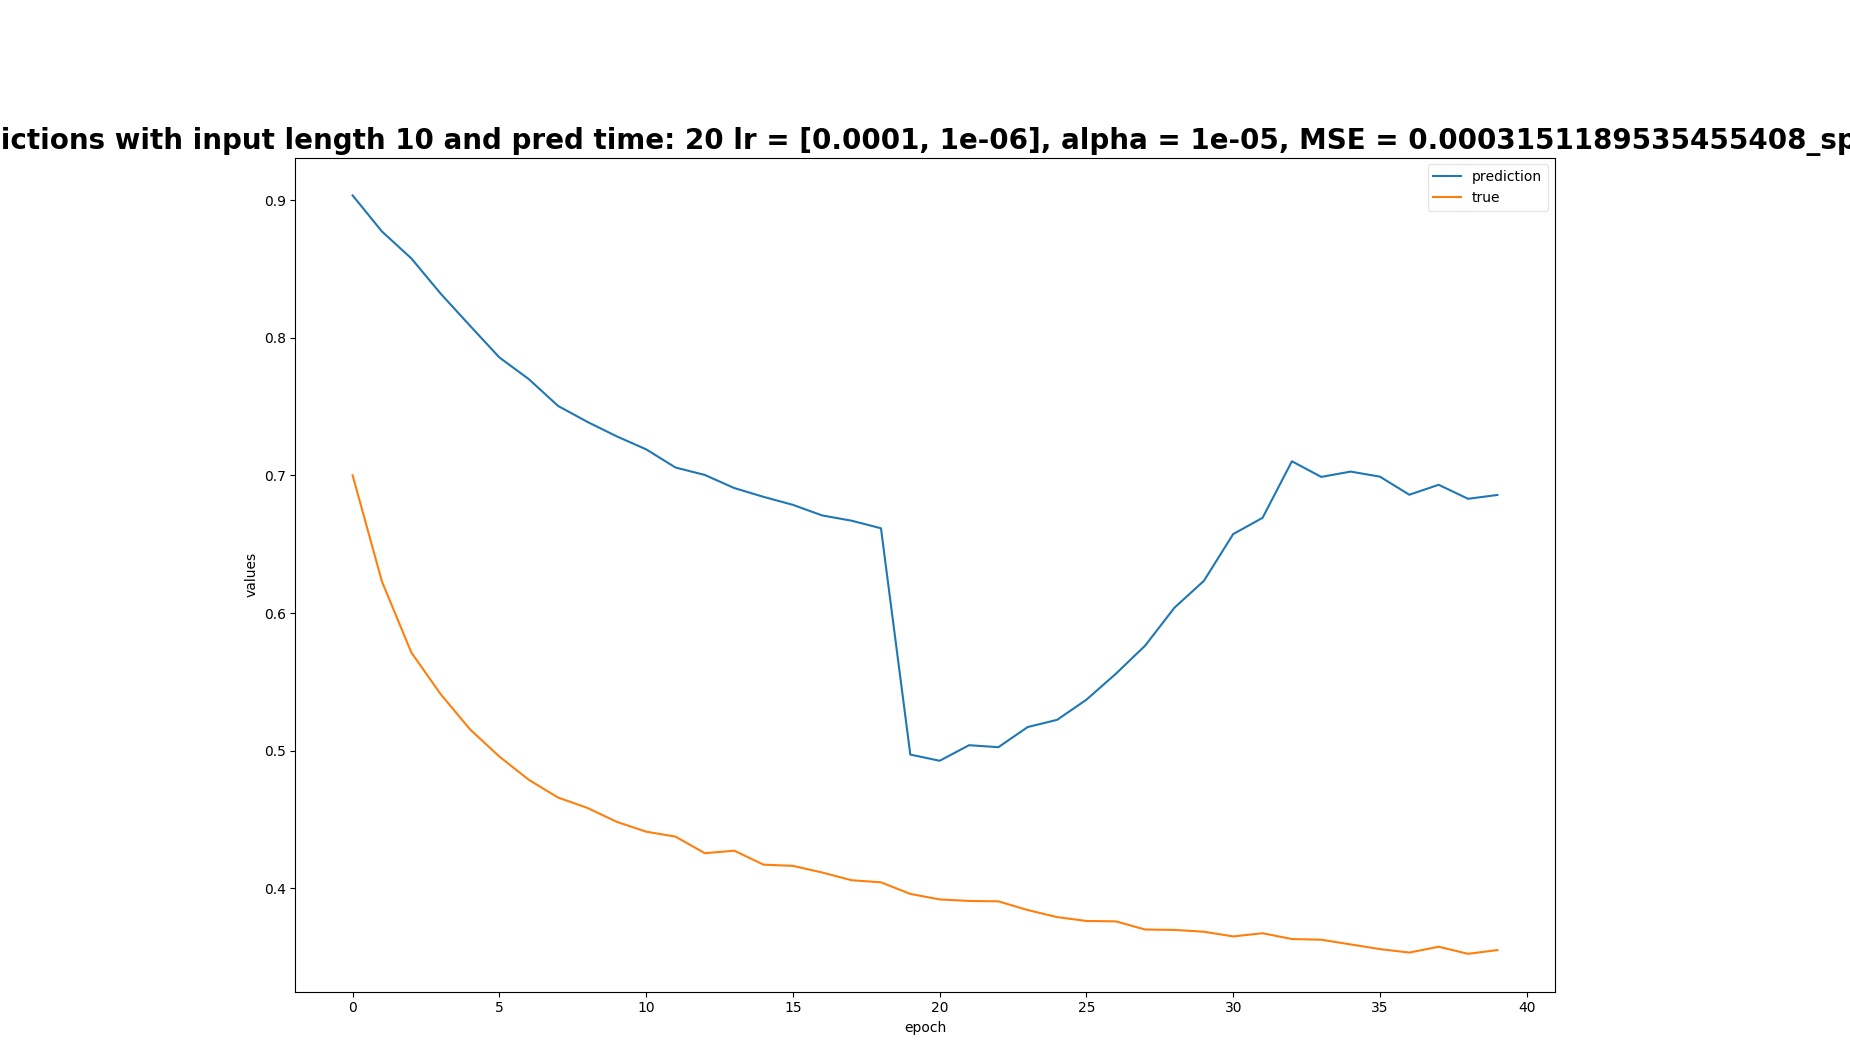 ictions with input length 10 and pred time: 20 lr = [0.0001, 1e-06], alpha = 1e-05, MSE = 0.0003151189535455408_sp
prediction
true
0.9
0.8
0.7
0.6
0.5
0.4
values
0 5 10 15 20 25 30 35 40
epoch